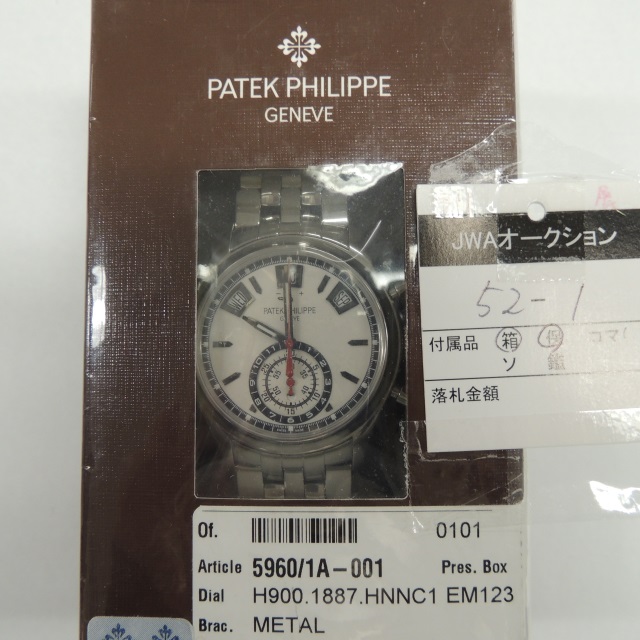 PATEK PHILIPPE
GENEVE
PATEK PHILIPPE
GENEVE
JWAオークション
52-1
付属品 箱 保 コマ
ソ 鑑
落札金額
Of. 0101
Article 5960/1A-001 Pres. Box
Dial H900.1887.HNNC1 EM123
Brac. METAL